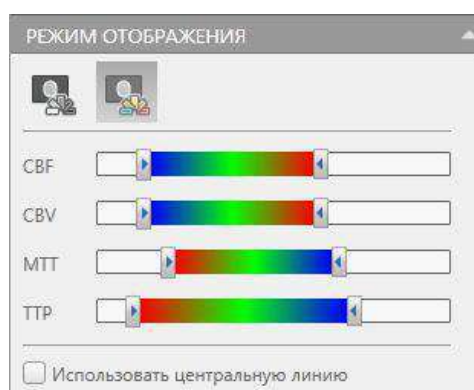 РЕЖИМ ОТОБРАЖЕНИЯ
CBF
CBV
MTT
TTP
Использовать центральную линию